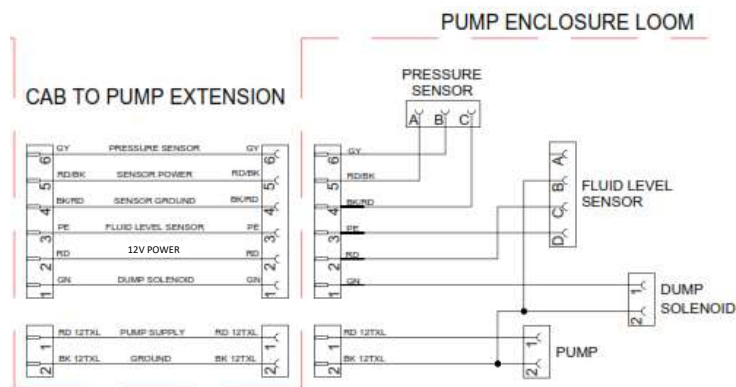 PUMP ENCLOSURE LOOM
CAB TO PUMP EXTENSION
PRESSURE
SENSOR
A B C
6 GY PRESSURE SENSOR GY 6
5 RD/BK SENSOR POWER RD/BK 5
4 BK/RD SENSOR GROUND BK/RD 4
3 PE FLUID LEVEL SENSOR PE 3
2 RD 12V POWER RD 2
1 GN DUMP SOLENOID GN 1
6 GY
5 RD/BK
4 BK/RD
3 PE
2 RD
1 GN
A
B
C
D
FLUID LEVEL
SENSOR
1
2
DUMP
SOLENOID
1 RD 12TXL PUMP SUPPLY RD 12TXL 1
2 BK 12TXL GROUND BK 12TXL 2
1 RD 12TXL
2 BK 12TXL
1
2
PUMP